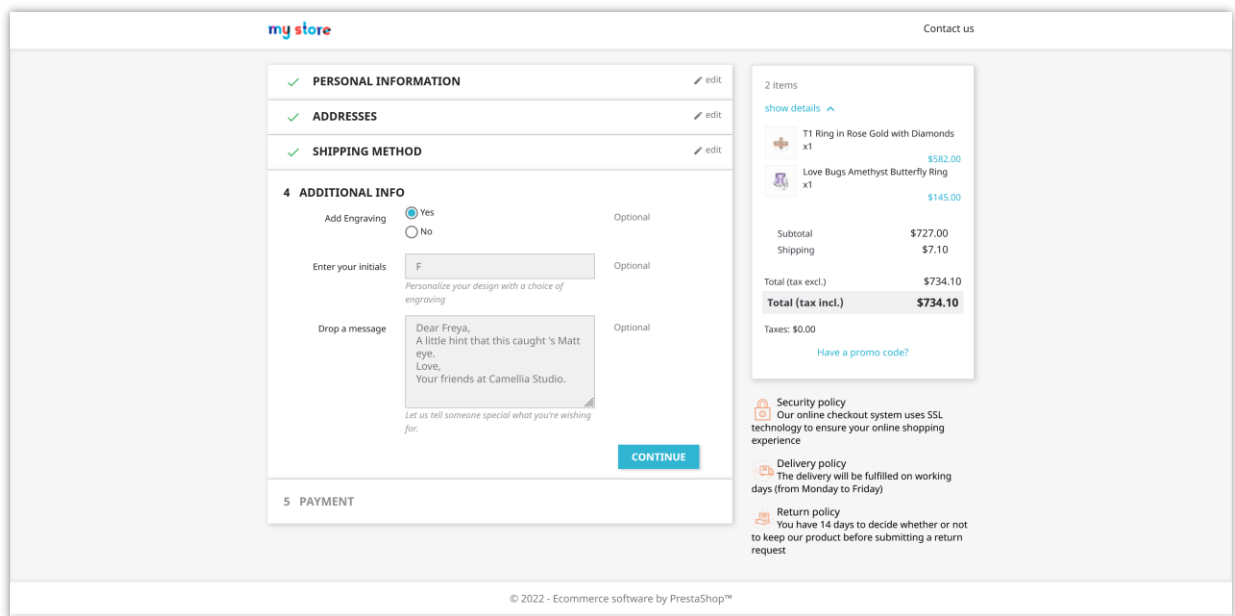 my store
Contact us
PERSONAL INFORMATION
edit
ADDRESSES
edit
SHIPPING METHOD
edit
4 ADDITIONAL INFO
Add Engraving
Yes
No
Optional
Enter your initials
F
Optional
Personalize your design with a choice of
engraving
Drop a message
Dear Freya,
A little hint that this caught 's Matt
eye.
Love,
Your friends at Camellia Studio.
Optional
Let us tell someone special what you're wishing
for.
CONTINUE
5 PAYMENT
2 items
show details
T1 Ring in Rose Gold with Diamonds
x1
$582.00
Love Bugs Amethyst Butterfly Ring
x1
$145.00
Subtotal $727.00
Shipping $7.10
Total (tax excl.) $734.10
Total (tax incl.) $734.10
Taxes: $0.00
Have a promo code?
Security policy
Our online checkout system uses SSL
technology to ensure your online shopping
experience
Delivery policy
The delivery will be fulfilled on working
days (from Monday to Friday)
Return policy
You have 14 days to decide whether or not
to keep our product before submitting a return
request
© 2022 - Ecommerce software by PrestaShop™